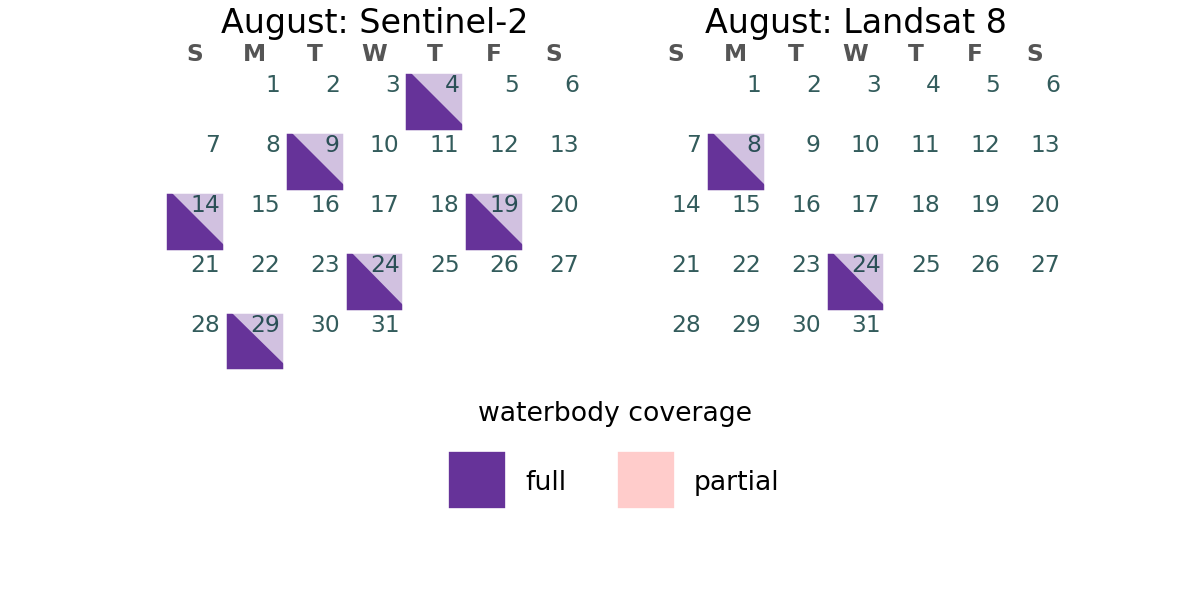 August: Sentinel-2
S M T W T F S
1 2 3 4 5 6
7 8 9 10 11 12 13
14 15 16 17 18 19 20
21 22 23 24 25 26 27
28 29 30 31
August: Landsat 8
S M T W T F S
1 2 3 4 5 6
7 8 9 10 11 12 13
14 15 16 17 18 19 20
21 22 23 24 25 26 27
28 29 30 31
waterbody coverage
full partial